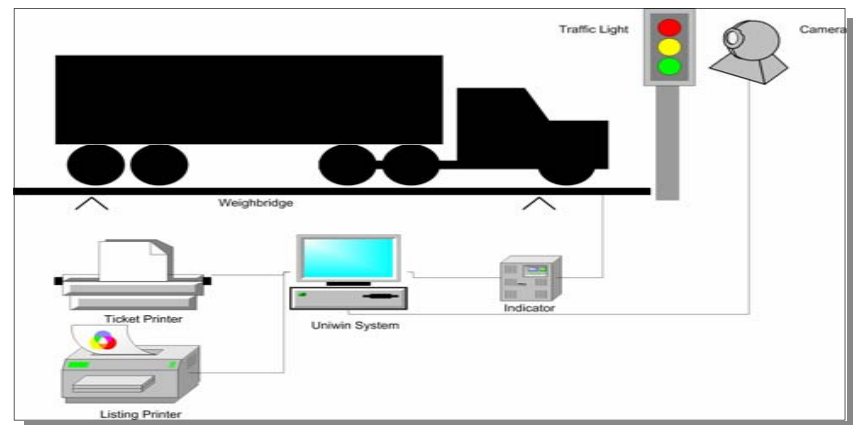 Traffic Light
Camera
Weighbridge
Ticket Printer
Uniwin System
Indicator
Listing Printer